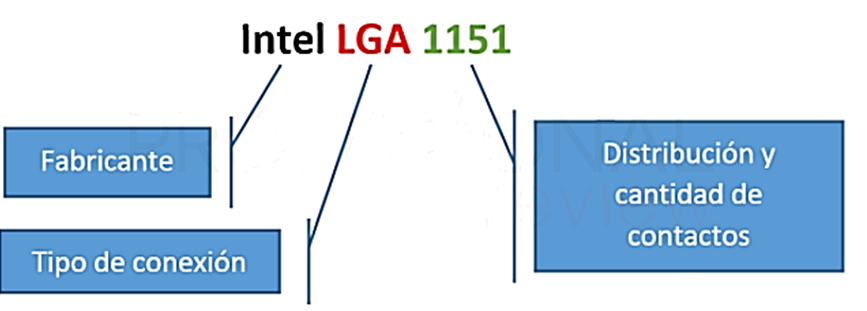 Intel LGA 1151
Fabricante
Tipo de conexión
Distribución y
cantidad de
contactos